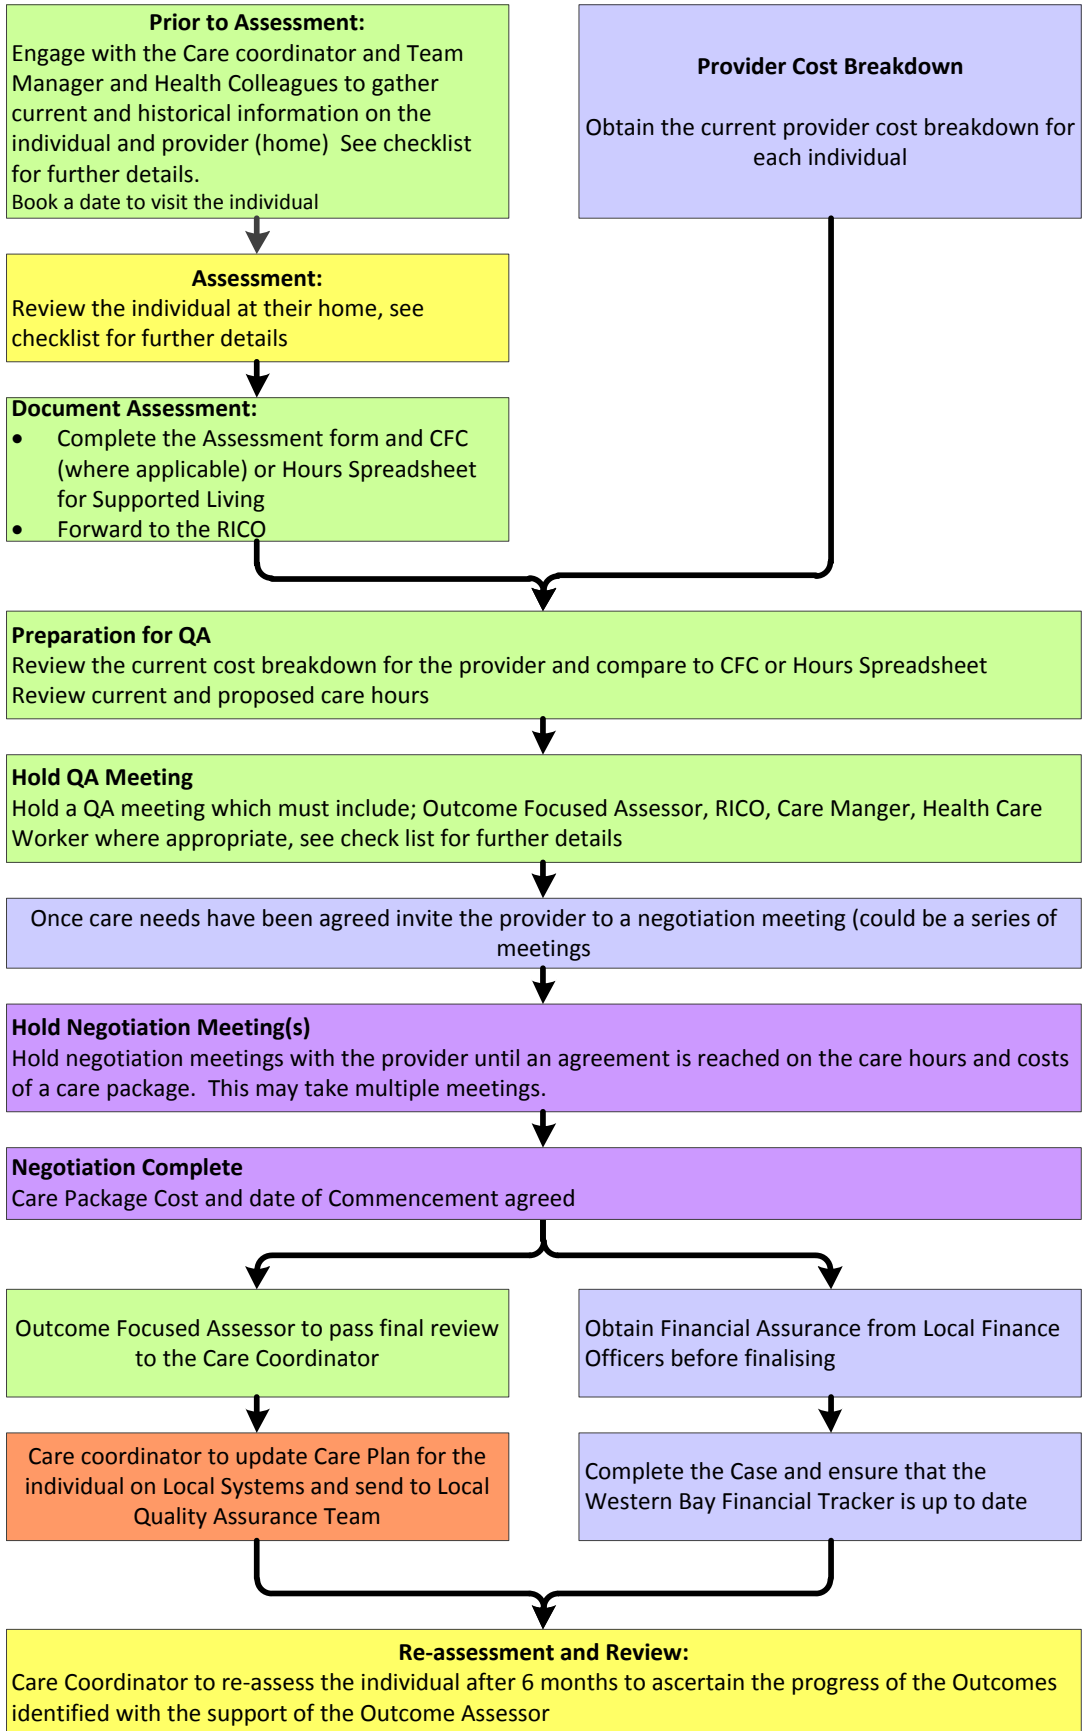 Prior to Assessment:
Engage with the Care coordinator and Team
Manager and Health Colleagues to gather
current and historical information on the
individual and provider (home)  See checklist
for further details.
Book a date to visit the individual
Provider Cost Breakdown
Obtain the current provider cost breakdown for
each individual
Assessment:
Review the individual at their home, see
checklist for further details
Document Assessment:
• Complete the Assessment form and CFC
(where applicable) or Hours Spreadsheet
for Supported Living
• Forward to the RICO
Preparation for QA
Review the current cost breakdown for the provider and compare to CFC or Hours Spreadsheet
Review current and proposed care hours
Hold QA Meeting
Hold a QA meeting which must include; Outcome Focused Assessor, RICO, Care Manger, Health Care
Worker where appropriate, see check list for further details
Once care needs have been agreed invite the provider to a negotiation meeting (could be a series of
meetings
Hold Negotiation Meeting(s)
Hold negotiation meetings with the provider until an agreement is reached on the care hours and costs
of a care package.  This may take multiple meetings.
Negotiation Complete
Care Package Cost and date of Commencement agreed
Outcome Focused Assessor to pass final review
to the Care Coordinator
Obtain Financial Assurance from Local Finance
Officers before finalising
Care coordinator to update Care Plan for the
individual on Local Systems and send to Local
Quality Assurance Team
Complete the Case and ensure that the
Western Bay Financial Tracker is up to date
Re-assessment and Review:
Care Coordinator to re-assess the individual after 6 months to ascertain the progress of the Outcomes
identified with the support of the Outcome Assessor